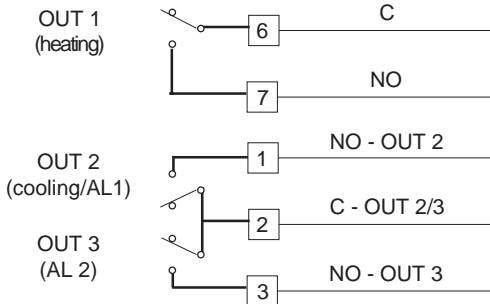 OUT 1
(heating)
6
C
7
NO
OUT 2
(cooling/AL1)
1
NO - OUT 2
2
C - OUT 2/3
OUT 3
(AL 2)
3
NO - OUT 3